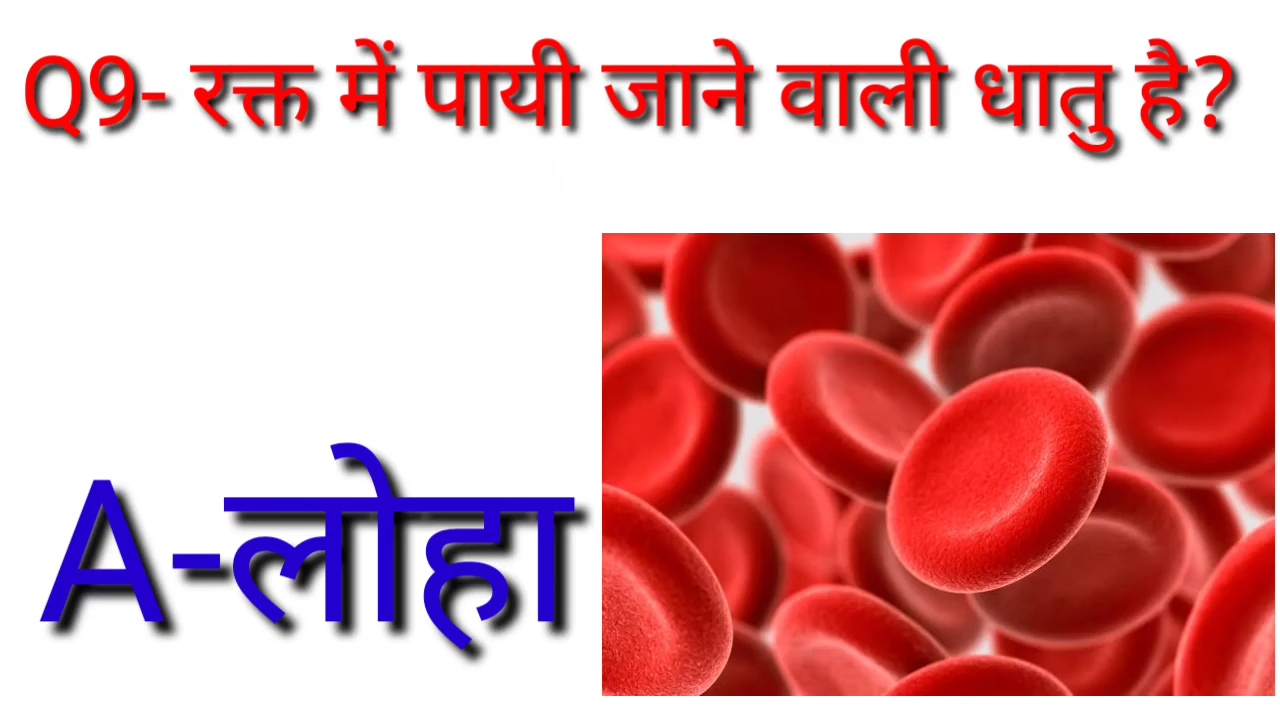 Q9- रक्त में पायी जाने वाली धातु है?
A-लोहा